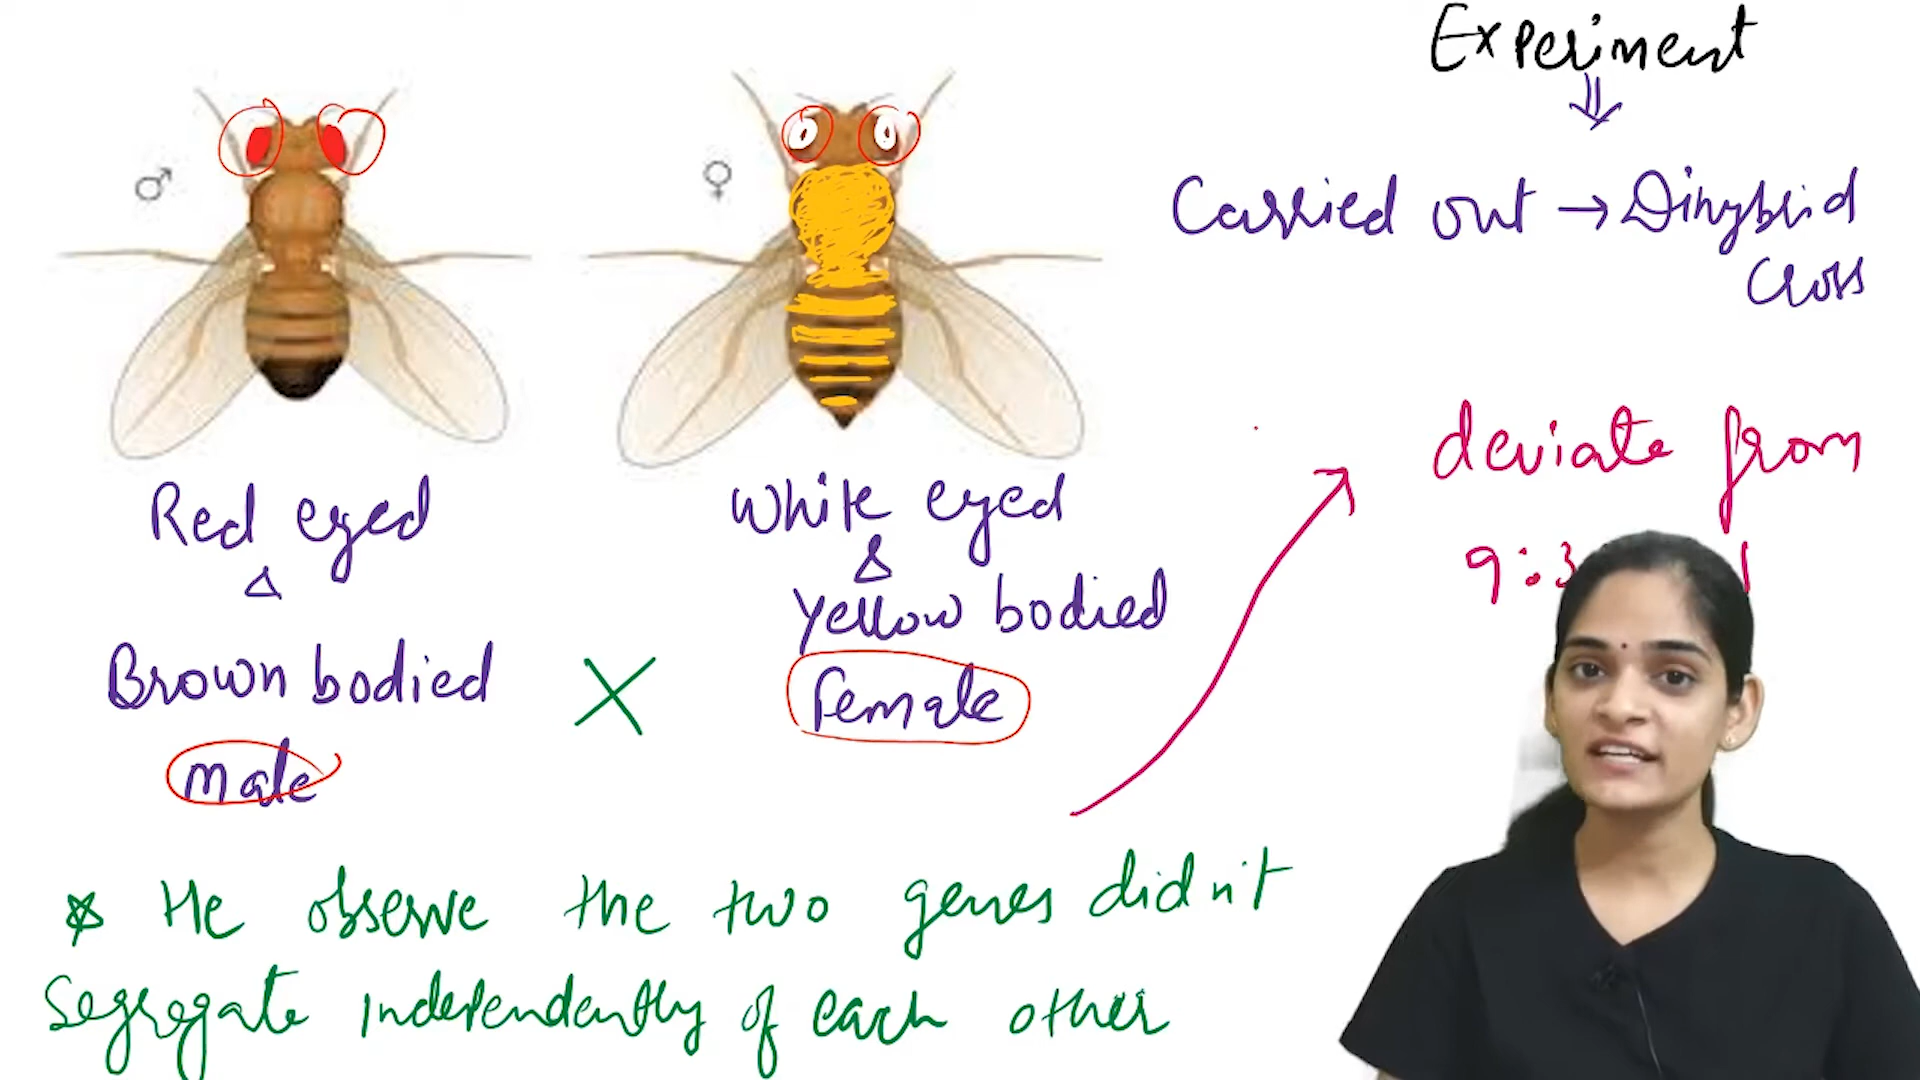 Experiment
⇓
Carried out → Dihybrid
Cross
♂
♀
Red eyed
&
Brown bodied
male
×
White eyed
&
Yellow bodied
Female
deviate from
9:3 1
☆ He observe the two genes didn't
Segregate independently of each other